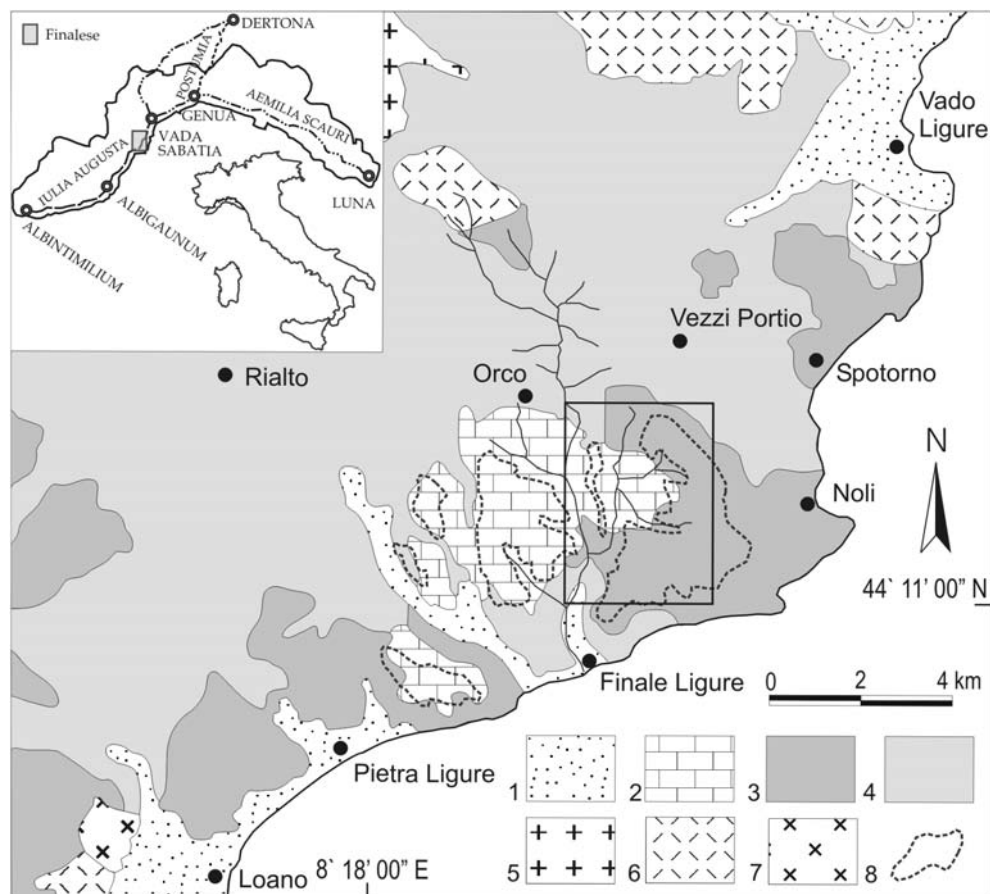 Finalese
DERTONA
POSTUMIA
AEMILIA SCAURI
GENUA
VADA
SABATIA
IULIA AUGUSTA
LUNA
ALBIGAUNUM
ALBINTIMILIUM
Vado
Ligure
Vezzi Portio
Rialto
Orco
Spotorno
N
Noli
44` 11' 00" N
Finale Ligure
0 2 4 km
Pietra Ligure
1 2 3 4
5 6 7 8
Loano
8` 18' 00" E